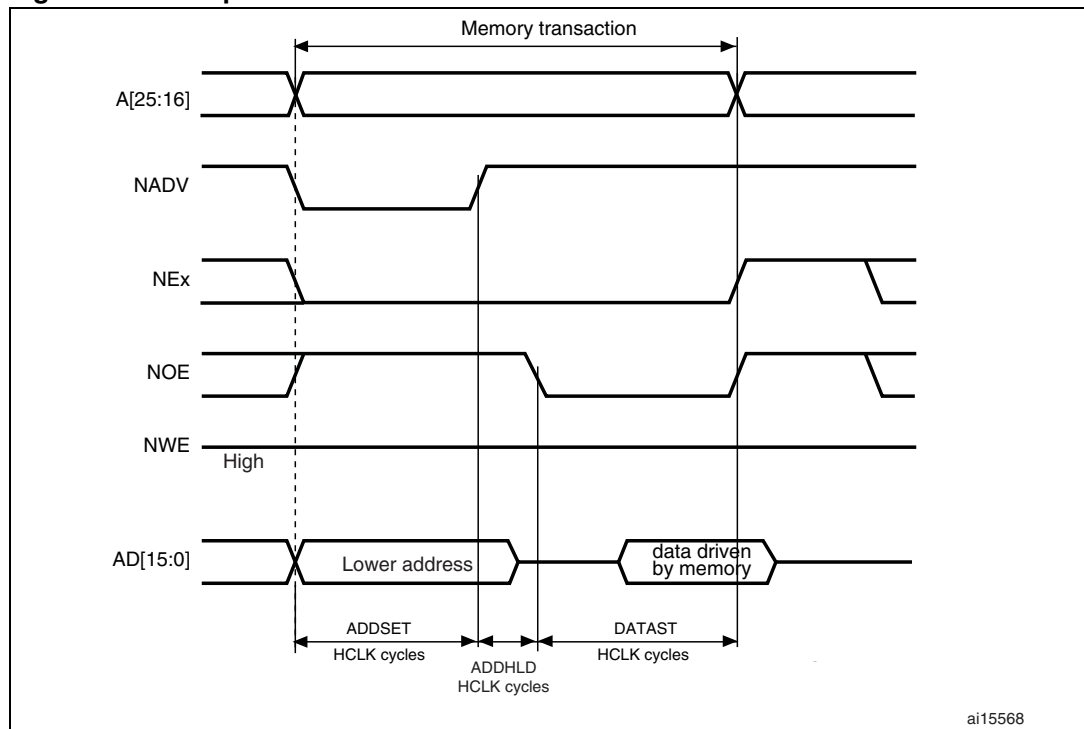 Memory transaction
A[25:16]
NADV
NEx
NOE
NWE
High
AD[15:0]
Lower address
data driven
by memory
ADDSET
HCLK cycles
ADDHLD
HCLK cycles
DATAST
HCLK cycles
ai15568